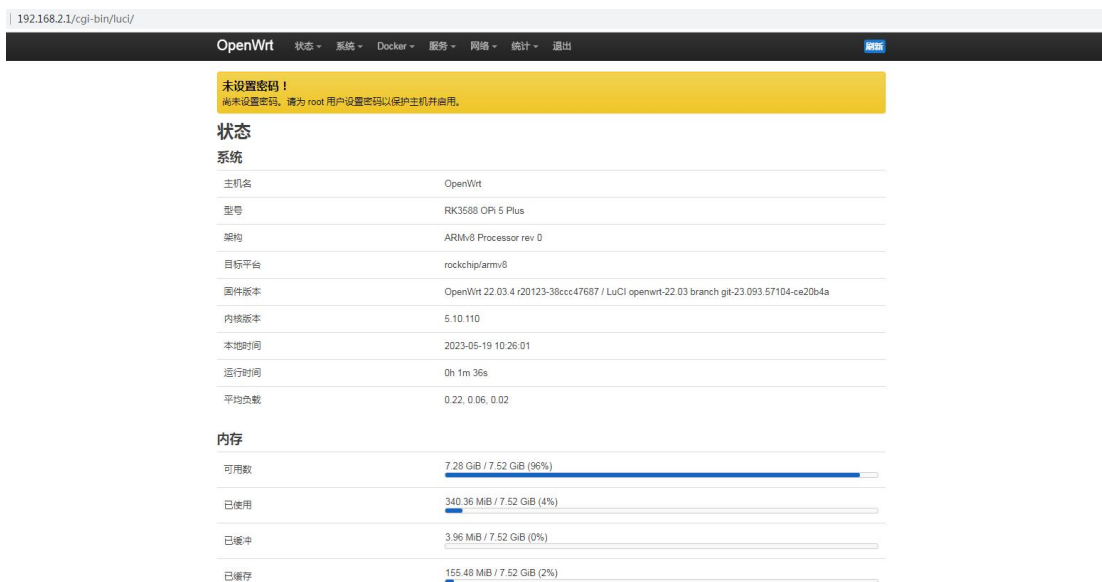 192.168.2.1/cgi-bin/luci/
OpenWrt 状态 系统 Docker 服务 网络 统计 退出 刷新
未设置密码！
尚未设置密码。请为 root 用户设置密码以保护主机并启用。
状态
系统
主机名 OpenWrt
型号 RK3588 OPi 5 Plus
架构 ARMv8 Processor rev 0
目标平台 rockchip/armv8
固件版本 OpenWrt 22.03.4 r20123-38ccc47687 / LuCI openwrt-22.03 branch git-23.093.57104-ce20b4a
内核版本 5.10.110
本地时间 2023-05-19 10:26:01
运行时间 0h 1m 36s
平均负载 0.22, 0.06, 0.02
内存
可用数 7.28 GiB / 7.52 GiB (96%)
已使用 340.36 MiB / 7.52 GiB (4%)
已缓冲 3.96 MiB / 7.52 GiB (0%)
已缓存 155.48 MiB / 7.52 GiB (2%)